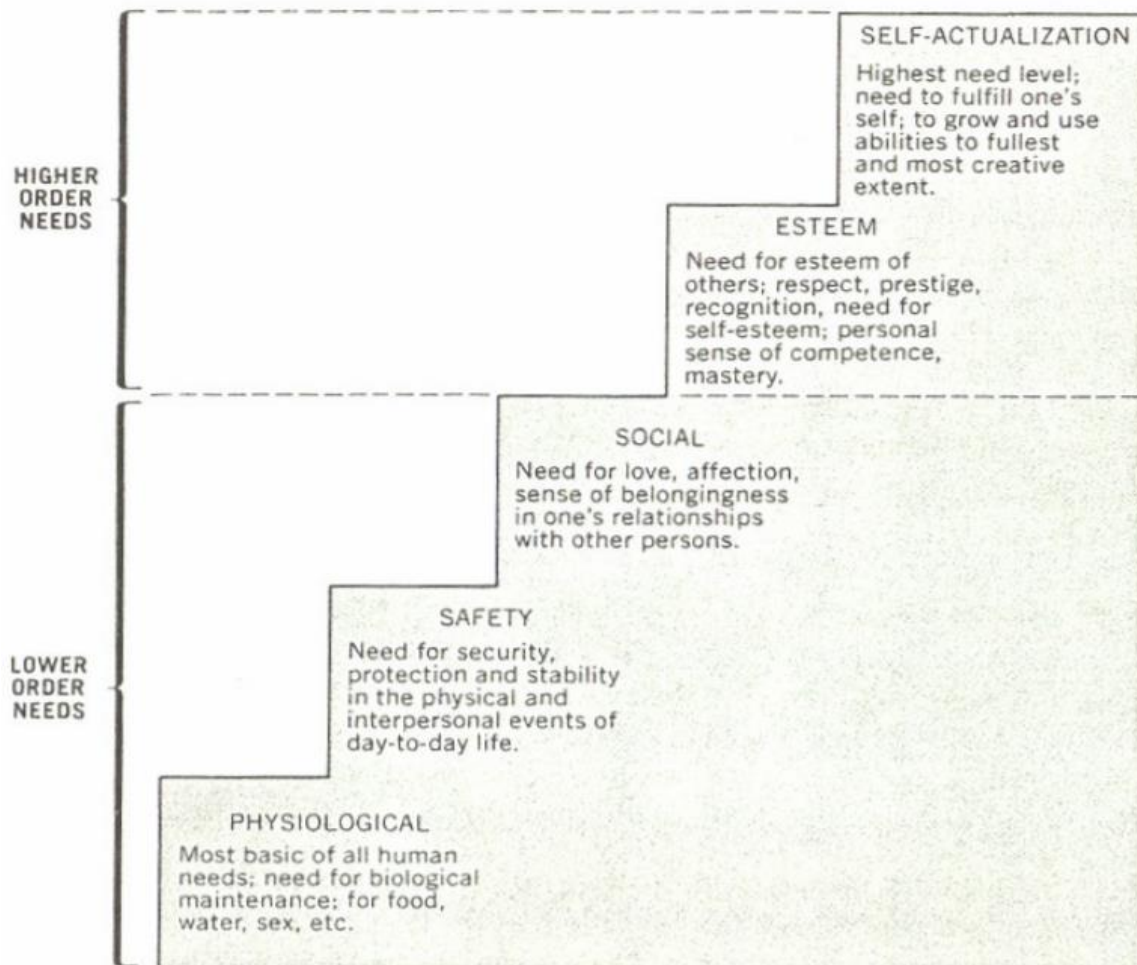 SELF-ACTUALIZATION
Highest need level;
need to fulfill one's
self; to grow and use
abilities to fullest
and most creative
extent.
HIGHER
ORDER
NEEDS
ESTEEM
Need for esteem of
others; respect, prestige,
recognition, need for
self-esteem; personal
sense of competence,
mastery.
SOCIAL
Need for love, affection,
sense of belongingness
in one's relationships
with other persons.
SAFETY
Need for security,
protection and stability
in the physical and
interpersonal events of
day-to-day life.
LOWER
ORDER
NEEDS
PHYSIOLOGICAL
Most basic of all human
needs; need for biological
maintenance; for food,
water, sex, etc.